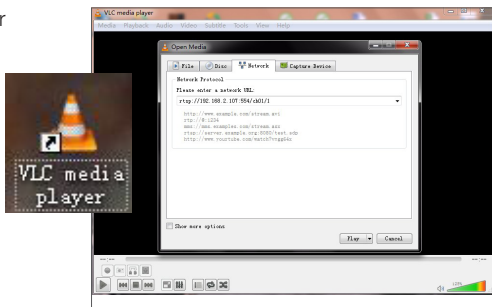 r
VLC media player
Media Playback Audio Video Subtitle Tools View Help
Open Media
File Disc Network Capture Device
Network Protocol
Please enter a network URL:
rtsp://192.168.2.107:554/ch01/1
http://www.example.com/stream.avi
rtp://@:1234
mms://mms.examples.com/stream.asx
rtsp://server.example.org:8080/test.sdp
http://www.yourtube.com/watch?v=gg64x
Show more options
Play Cancel
VLC media
player
--:-- --:--